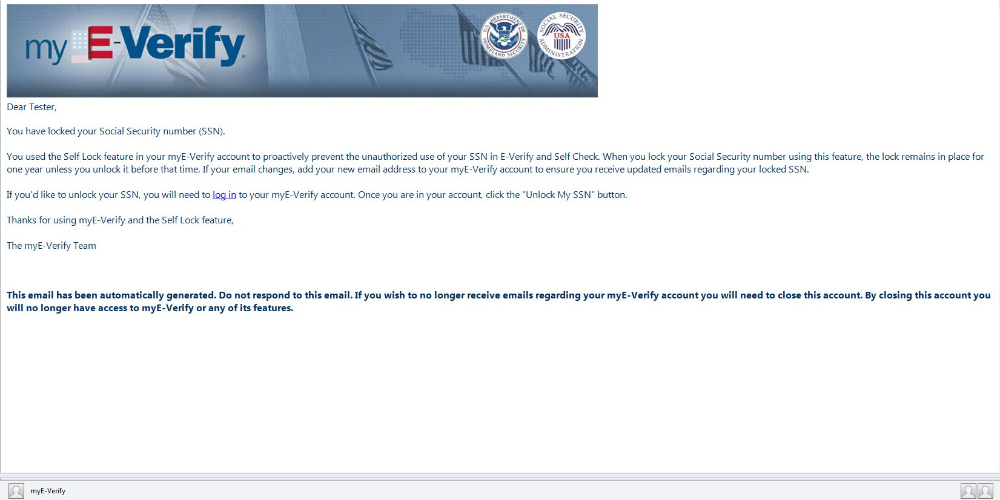 my E-Verify
U.S. DEPARTMENT OF HOMELAND SECURITY
SOCIAL SECURITY ADMINISTRATION
USA
Dear Tester,
You have locked your Social Security number (SSN).
You used the Self Lock feature in your myE-Verify account to proactively prevent the unauthorized use of your SSN in E-Verify and Self Check. When you lock your Social Security number using this feature, the lock remains in place for
one year unless you unlock it before that time. If your email changes, add your new email address to your myE-Verify account to ensure you receive updated emails regarding your locked SSN.
If you'd like to unlock your SSN, you will need to log in to your myE-Verify account. Once you are in your account, click the "Unlock My SSN" button.
Thanks for using myE-Verify and the Self Lock feature,
The myE-Verify Team
This email has been automatically generated. Do not respond to this email. If you wish to no longer receive emails regarding your myE-Verify account you will need to close this account. By closing this account you
will no longer have access to myE-Verify or any of its features.
myE-Verify